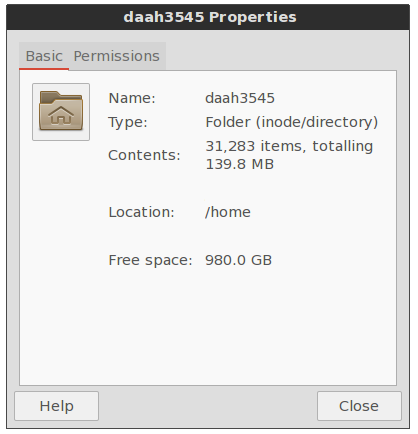 daah3545 Properties
Basic Permissions
Name: daah3545
Type: Folder (inode/directory)
Contents: 31,283 items, totalling
139.8 MB
Location: /home
Free space: 980.0 GB
Help Close